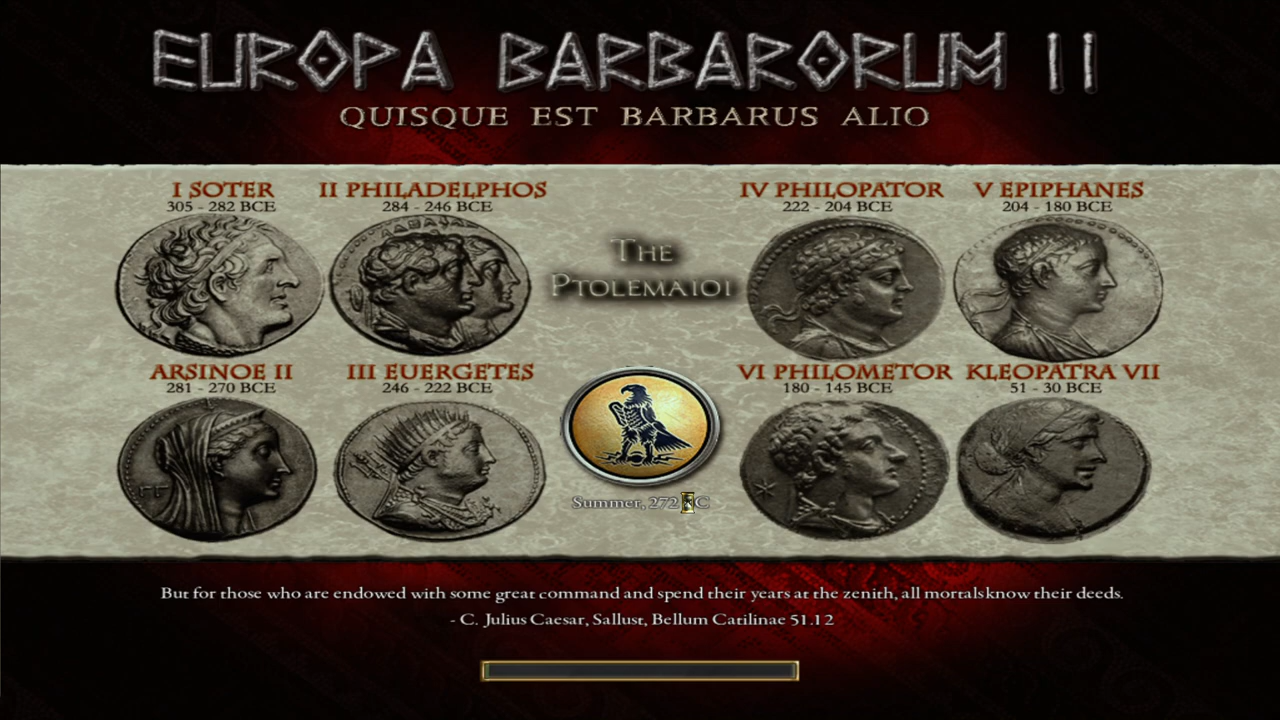 EUROPA BARBARORUM II
QUISQUE EST BARBARUS ALIO
I SOTER
305 - 282 BCE
II PHILADELPHOS
284 - 246 BCE
THE
PTOLEMAIOI
IV PHILOPATOR
222 - 204 BCE
V EPIPHANES
204 - 180 BCE
ARSINOE II
281 - 270 BCE
III EUERGETES
246 - 222 BCE
VI PHILOMETOR
180 - 145 BCE
KLEOPATRA VII
51 - 30 BCE
Summer, 272 C
But for those who are endowed with some great command and spend their years at the zenith, all mortals know their deeds.
- C. Julius Caesar, Sallust, Bellum Catilinae 51.12